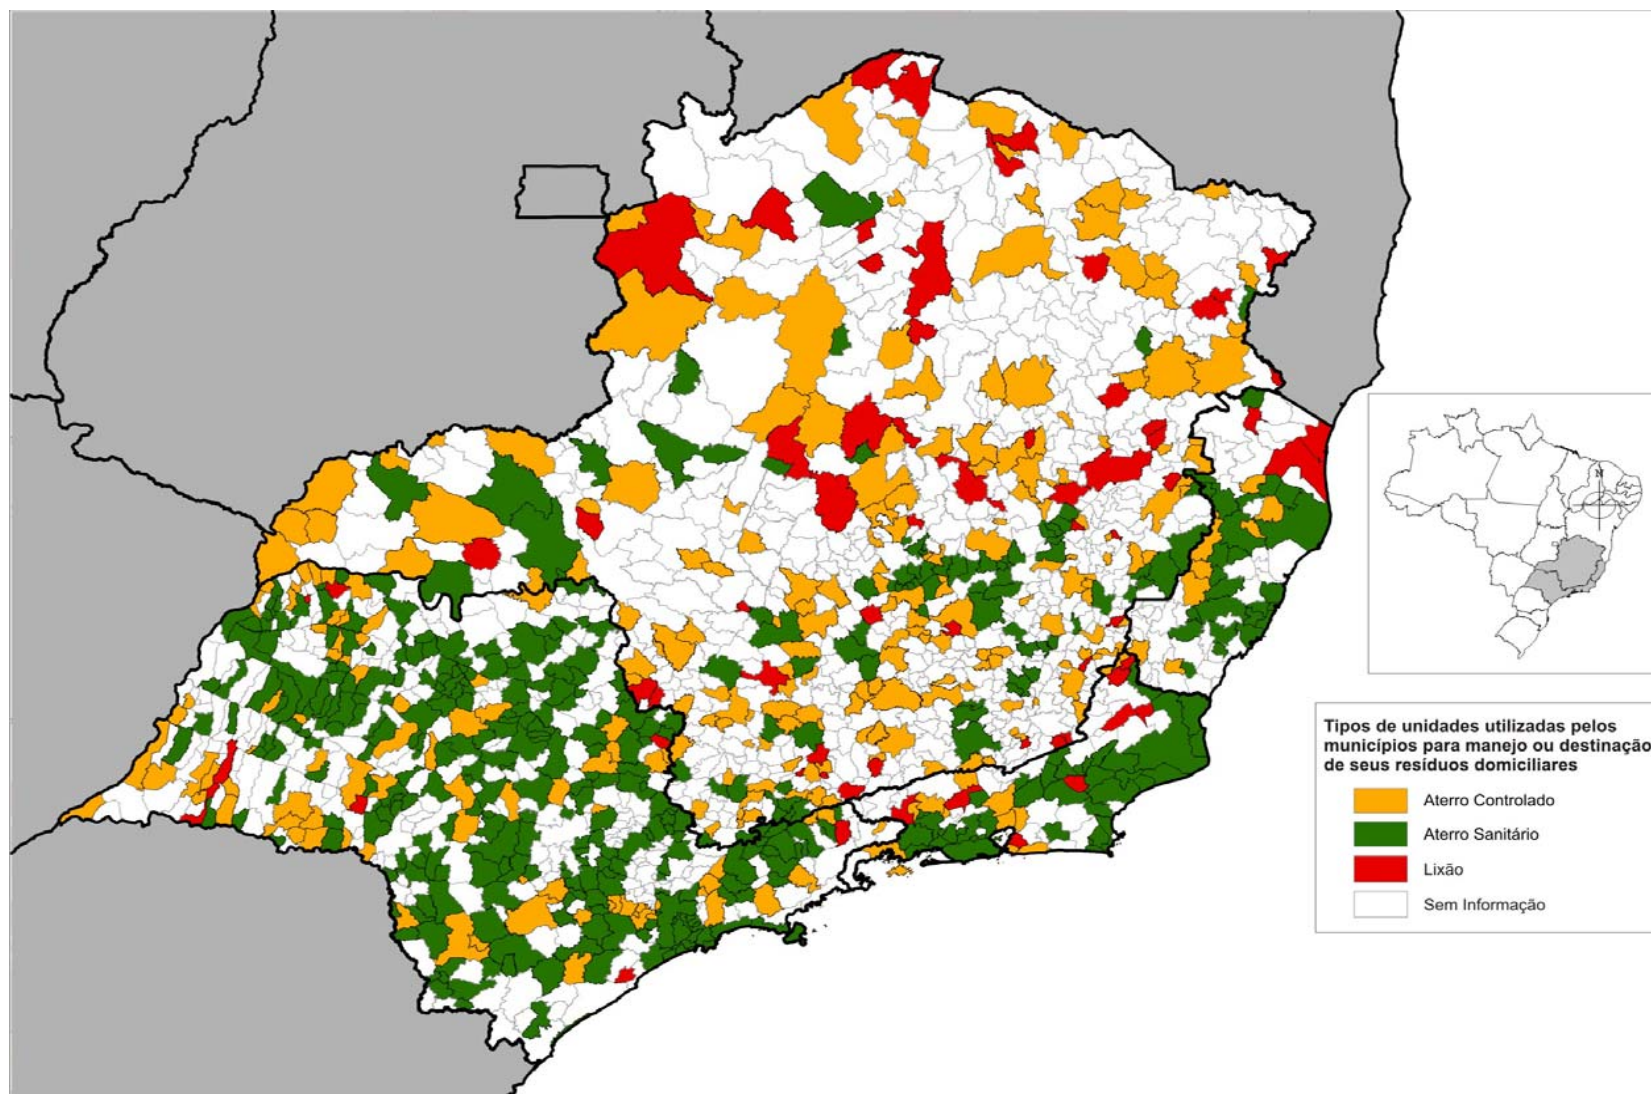 N
Tipos de unidades utilizadas pelos
municípios para manejo ou destinação
de seus resíduos domiciliares
Aterro Controlado
Aterro Sanitário
Lixão
Sem Informação